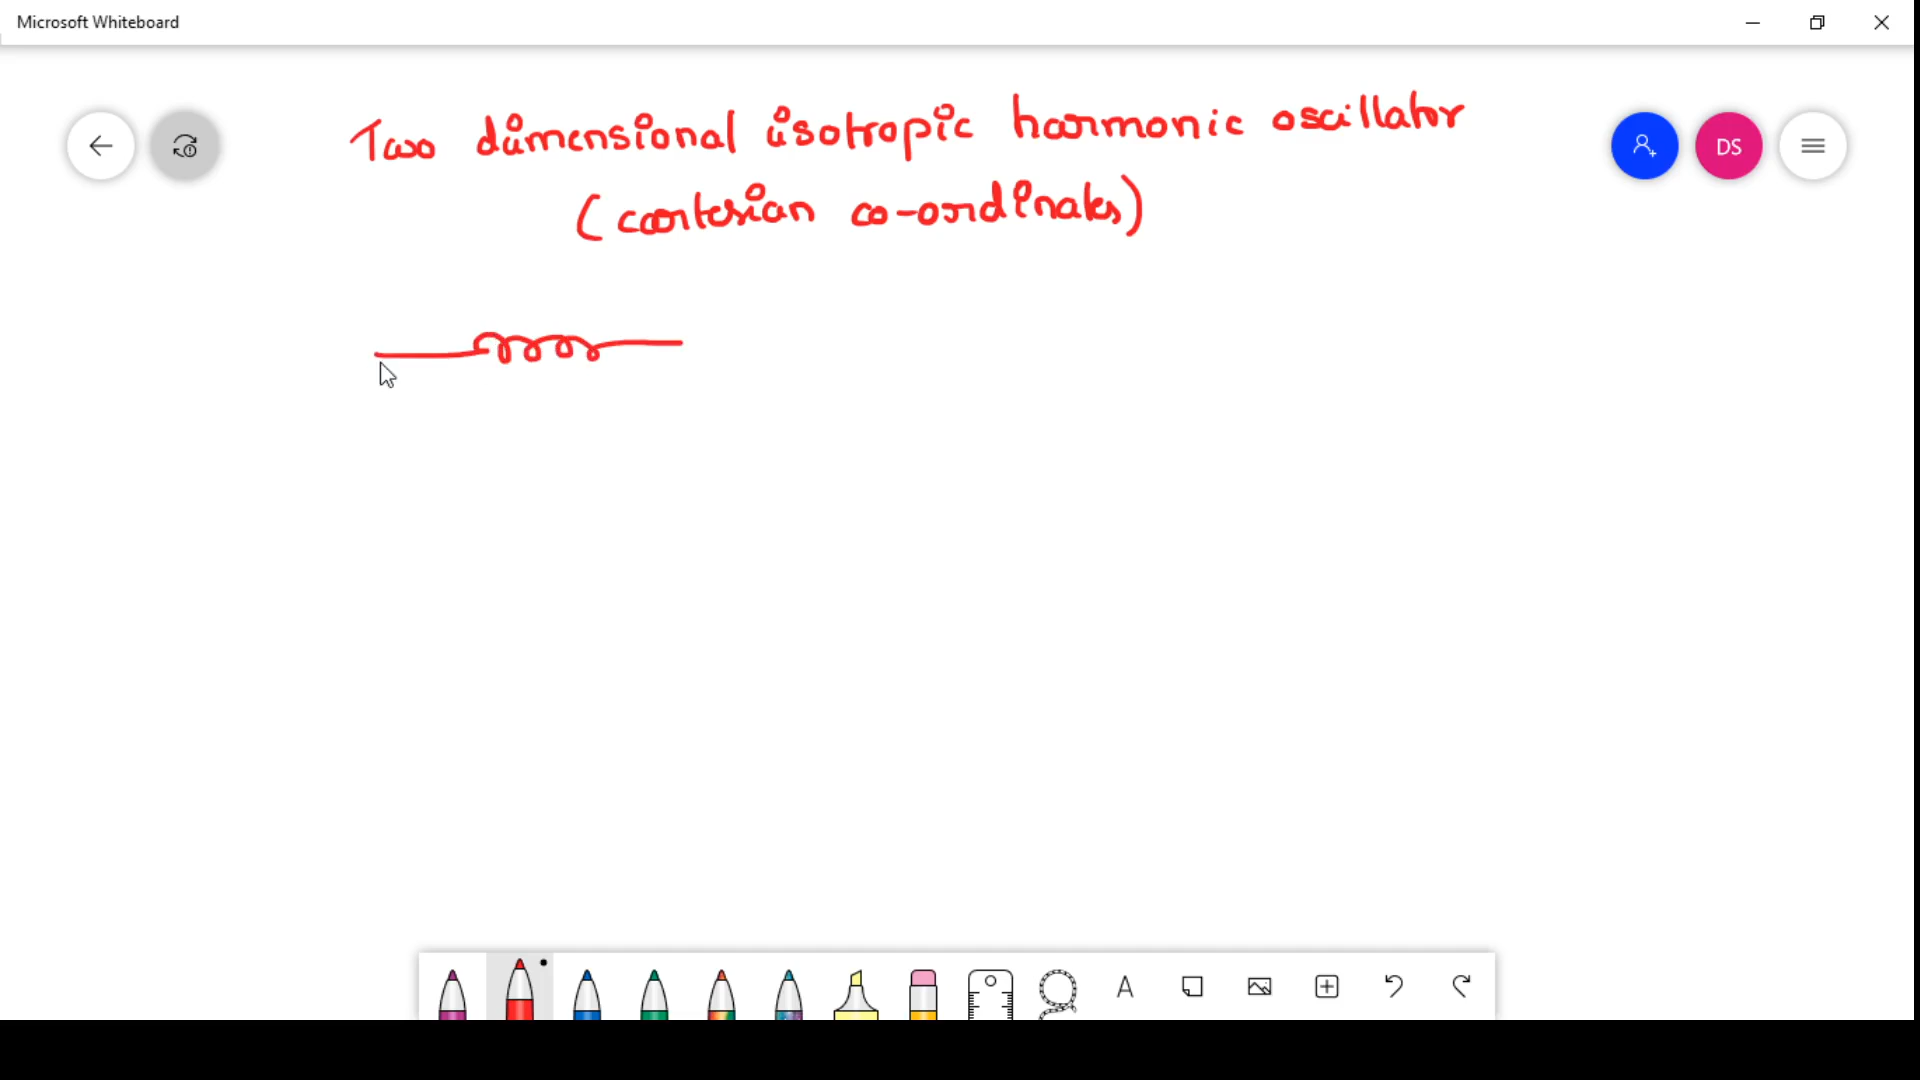 Microsoft Whiteboard
Two dimensional isotropic harmonic oscillator
(cartesian co-ordinates)
DS